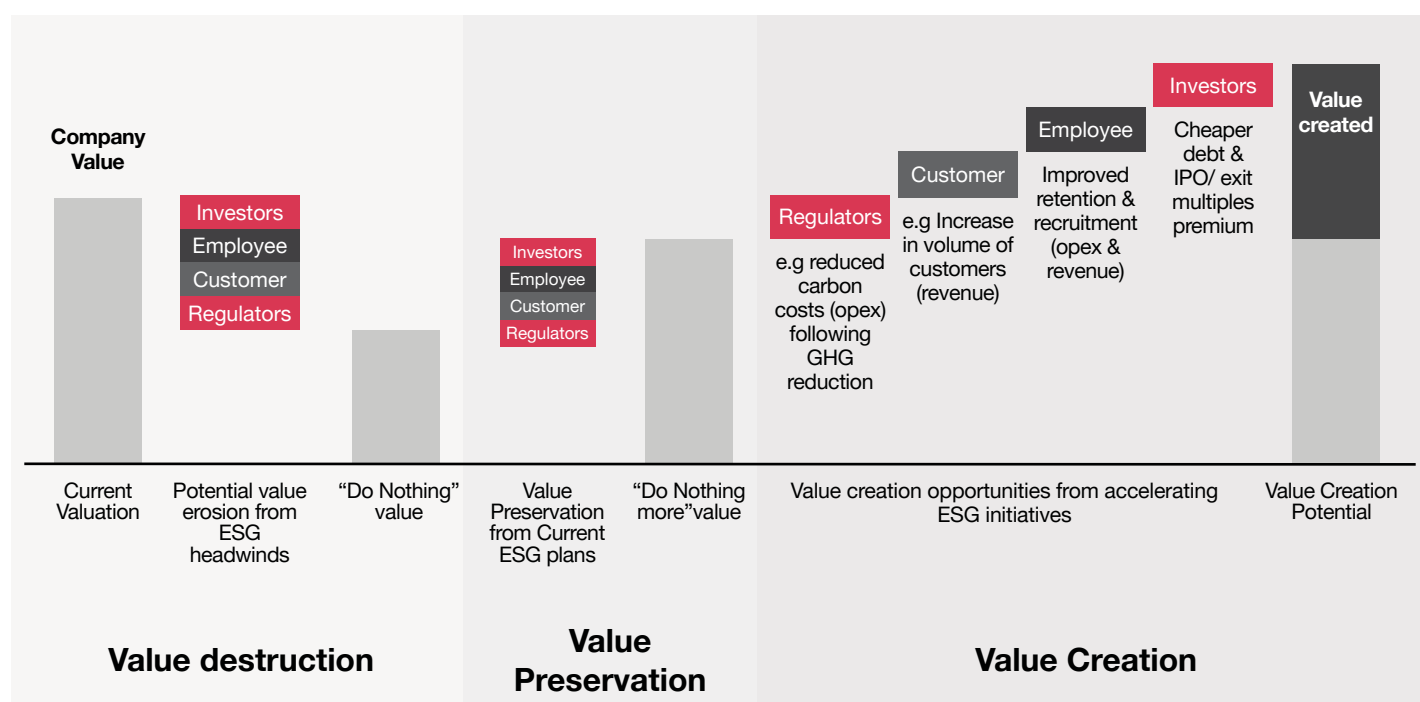 Company
Value
Investors
Employee
Customer
Regulators
Investors
Employee
Customer
Regulators
Regulators
e.g reduced
carbon
costs (opex)
following
GHG
reduction
Customer
e.g Increase
in volume of
customers
(revenue)
Employee
Improved
retention &
recruitment
(opex &
revenue)
Investors
Cheaper
debt &
IPO/ exit
multiples
premium
Value
created
Current
Valuation
Potential value
erosion from
ESG
headwinds
“Do Nothing”
value
Value
Preservation
from Current
ESG plans
“Do Nothing
more”value
Value creation opportunities from accelerating
ESG initiatives
Value Creation
Potential
Value destruction
Value
Preservation
Value Creation